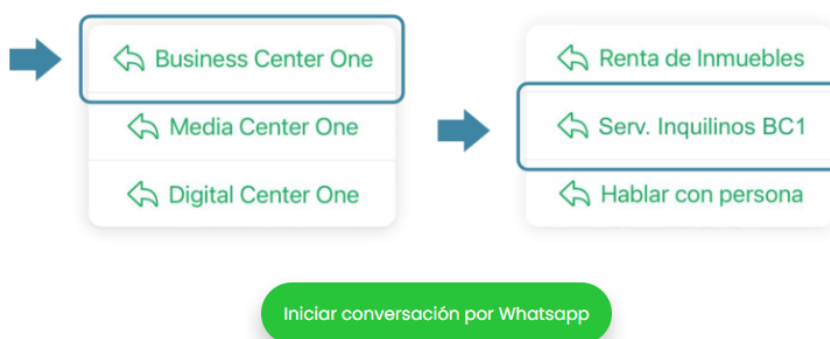 Business Center One
Media Center One
Digital Center One
Renta de Inmuebles
Serv. Inquilinos BC1
Hablar con persona
Iniciar conversación por Whatsapp